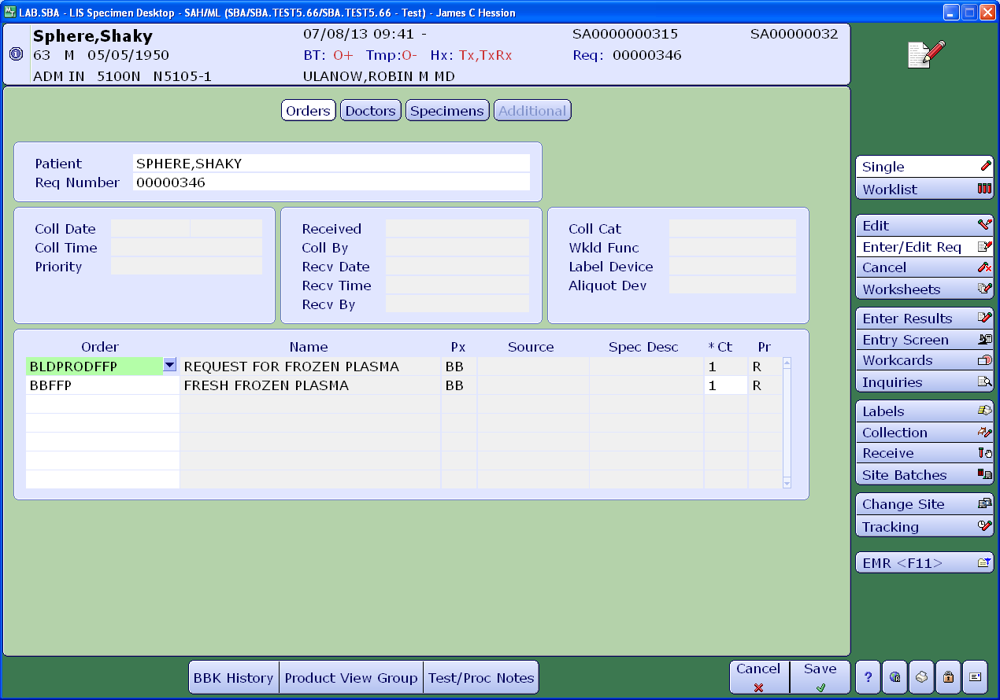 LAB.SBA - LIS Specimen Desktop - SAH/ML (SBA/SBA.TEST5.66/SBA.TEST5.66 - Test) - James C Hession
Sphere,Shaky 07/08/13 09:41 - SA0000000315 SA00000032
63 M 05/05/1950 BT: O+ Tmp:O- Hx: Tx,TxRx Req: 00000346
ADM IN 5100N N5105-1 ULANOW,ROBIN M MD
Orders Doctors Specimens Additional
Patient SPHERE,SHAKY
Req Number 00000346
Coll Date
Coll Time
Priority
Received
Coll By
Recv Date
Recv Time
Recv By
Coll Cat
Wkld Func
Label Device
Aliquot Dev
Order Name Px Source Spec Desc *Ct Pr
BLDPRODFFP REQUEST FOR FROZEN PLASMA BB 1 R
BBFFP FRESH FROZEN PLASMA BB 1 R
Single
Worklist
Edit
Enter/Edit Req
Cancel
Worksheets
Enter Results
Entry Screen
Workcards
Inquiries
Labels
Collection
Receive
Site Batches
Change Site
Tracking
EMR <F11>
BBK History Product View Group Test/Proc Notes Cancel Save ?